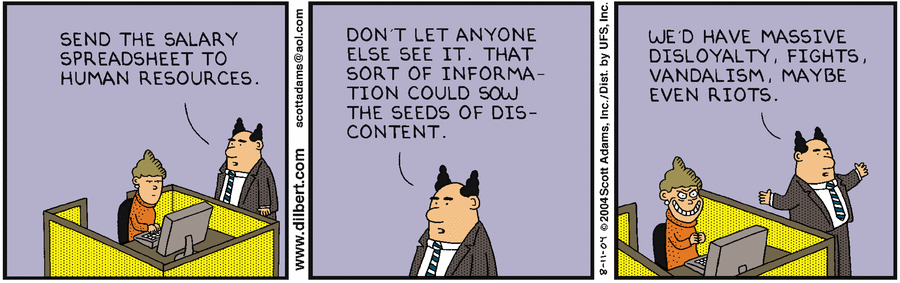 SEND THE SALARY
SPREADSHEET TO
HUMAN RESOURCES.
www.dilbert.com scottadams@aol.com
DON'T LET ANYONE
ELSE SEE IT. THAT
SORT OF INFORMA-
TION COULD SOW
THE SEEDS OF DIS-
CONTENT.
8-11-04 ©2004 Scott Adams, Inc./Dist. by UFS, Inc.
WE'D HAVE MASSIVE
DISLOYALTY, FIGHTS,
VANDALISM, MAYBE
EVEN RIOTS.